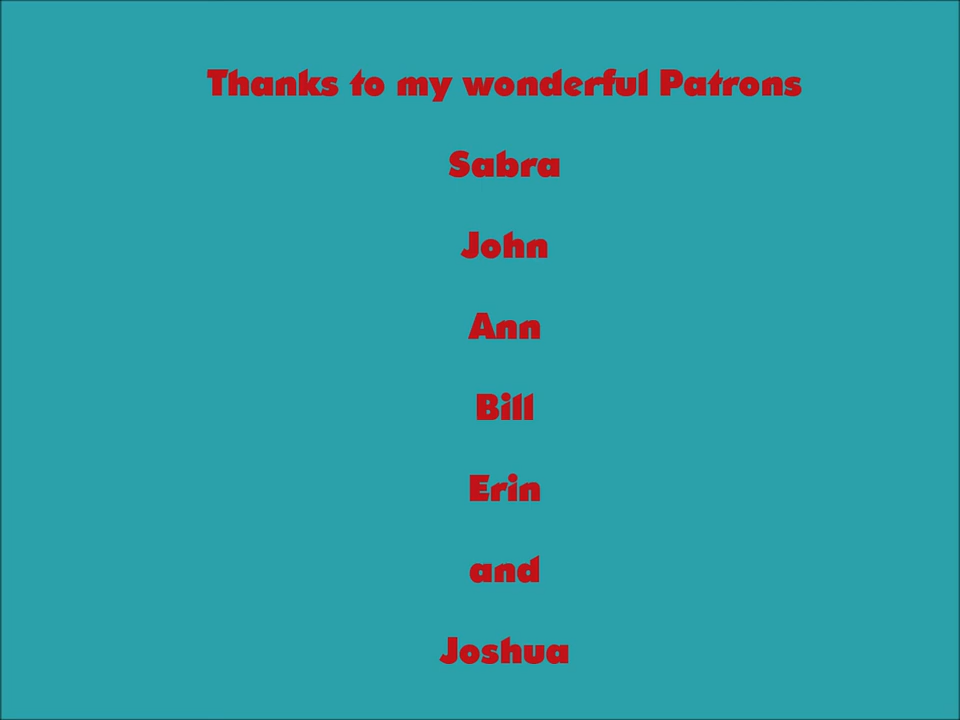 Thanks to my wonderful Patrons
Sabra
John
Ann
Bill
Erin
and
Joshua